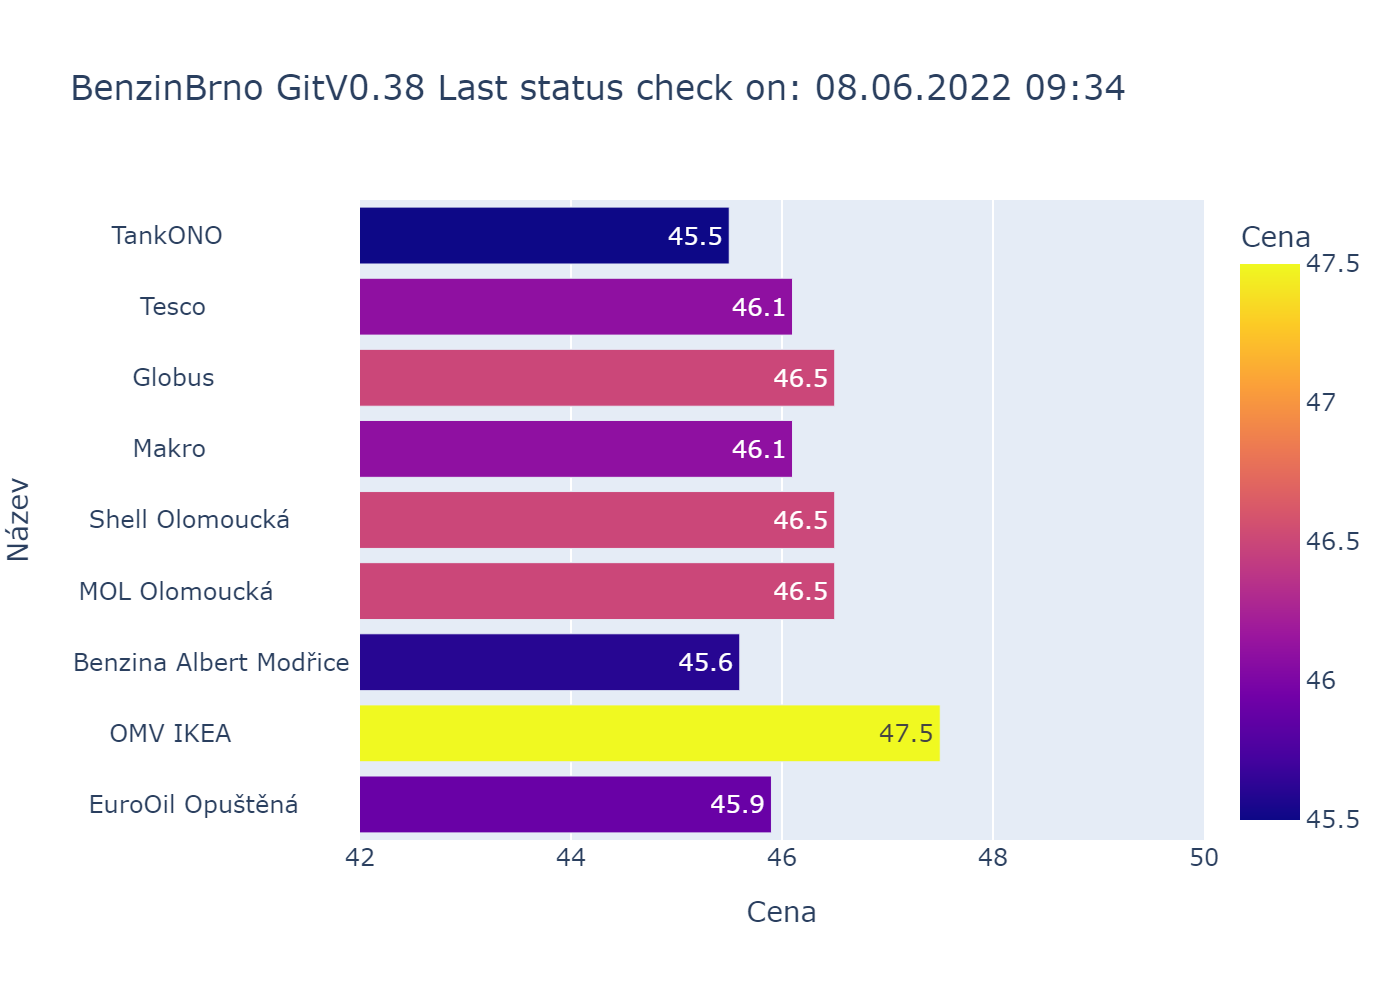 BenzinBrno GitV0.38 Last status check on: 08.06.2022 09:34
Název
TankONO
45.5
Tesco
46.1
Globus
46.5
Makro
46.1
Shell Olomoucká
46.5
MOL Olomoucká
46.5
Benzina Albert Modřice
45.6
OMV IKEA
47.5
EuroOil Opuštěná
45.9
42
44
46
48
50
Cena
Cena
47.5
47
46.5
46
45.5